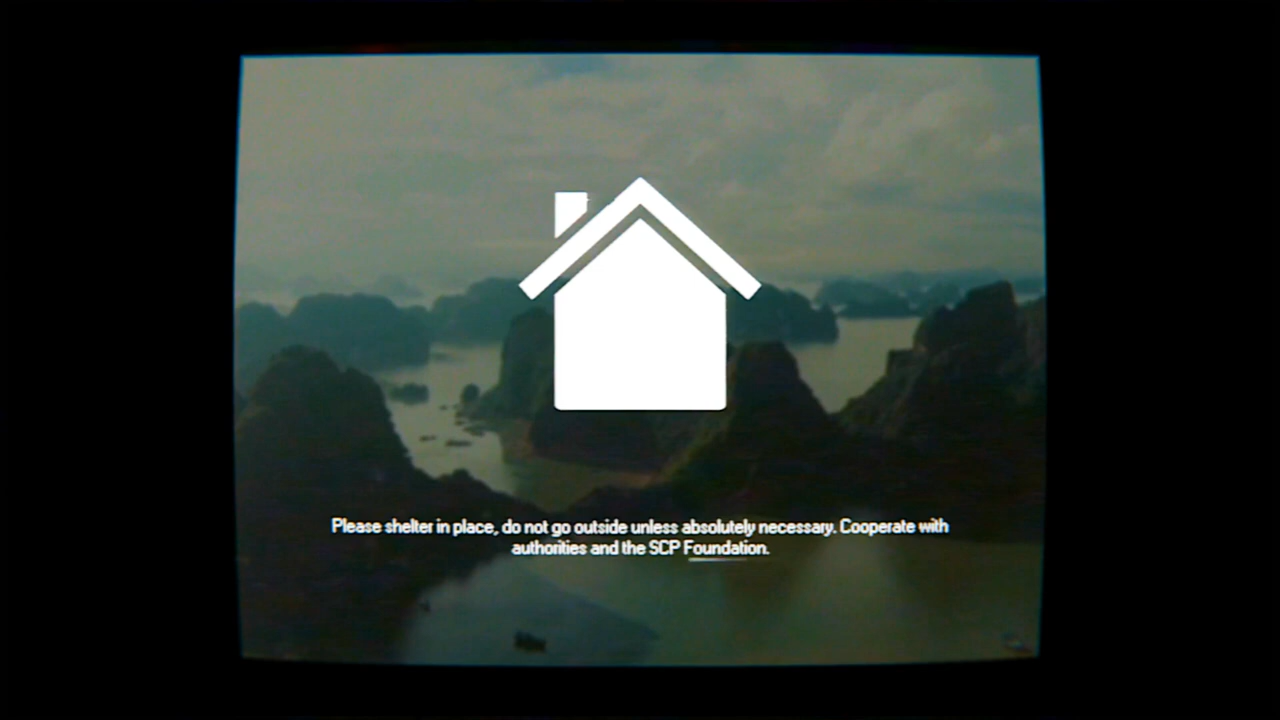 Please shelter in place, do not go outside unless absolutely necessary. Cooperate with
authorities and the SCP Foundation.